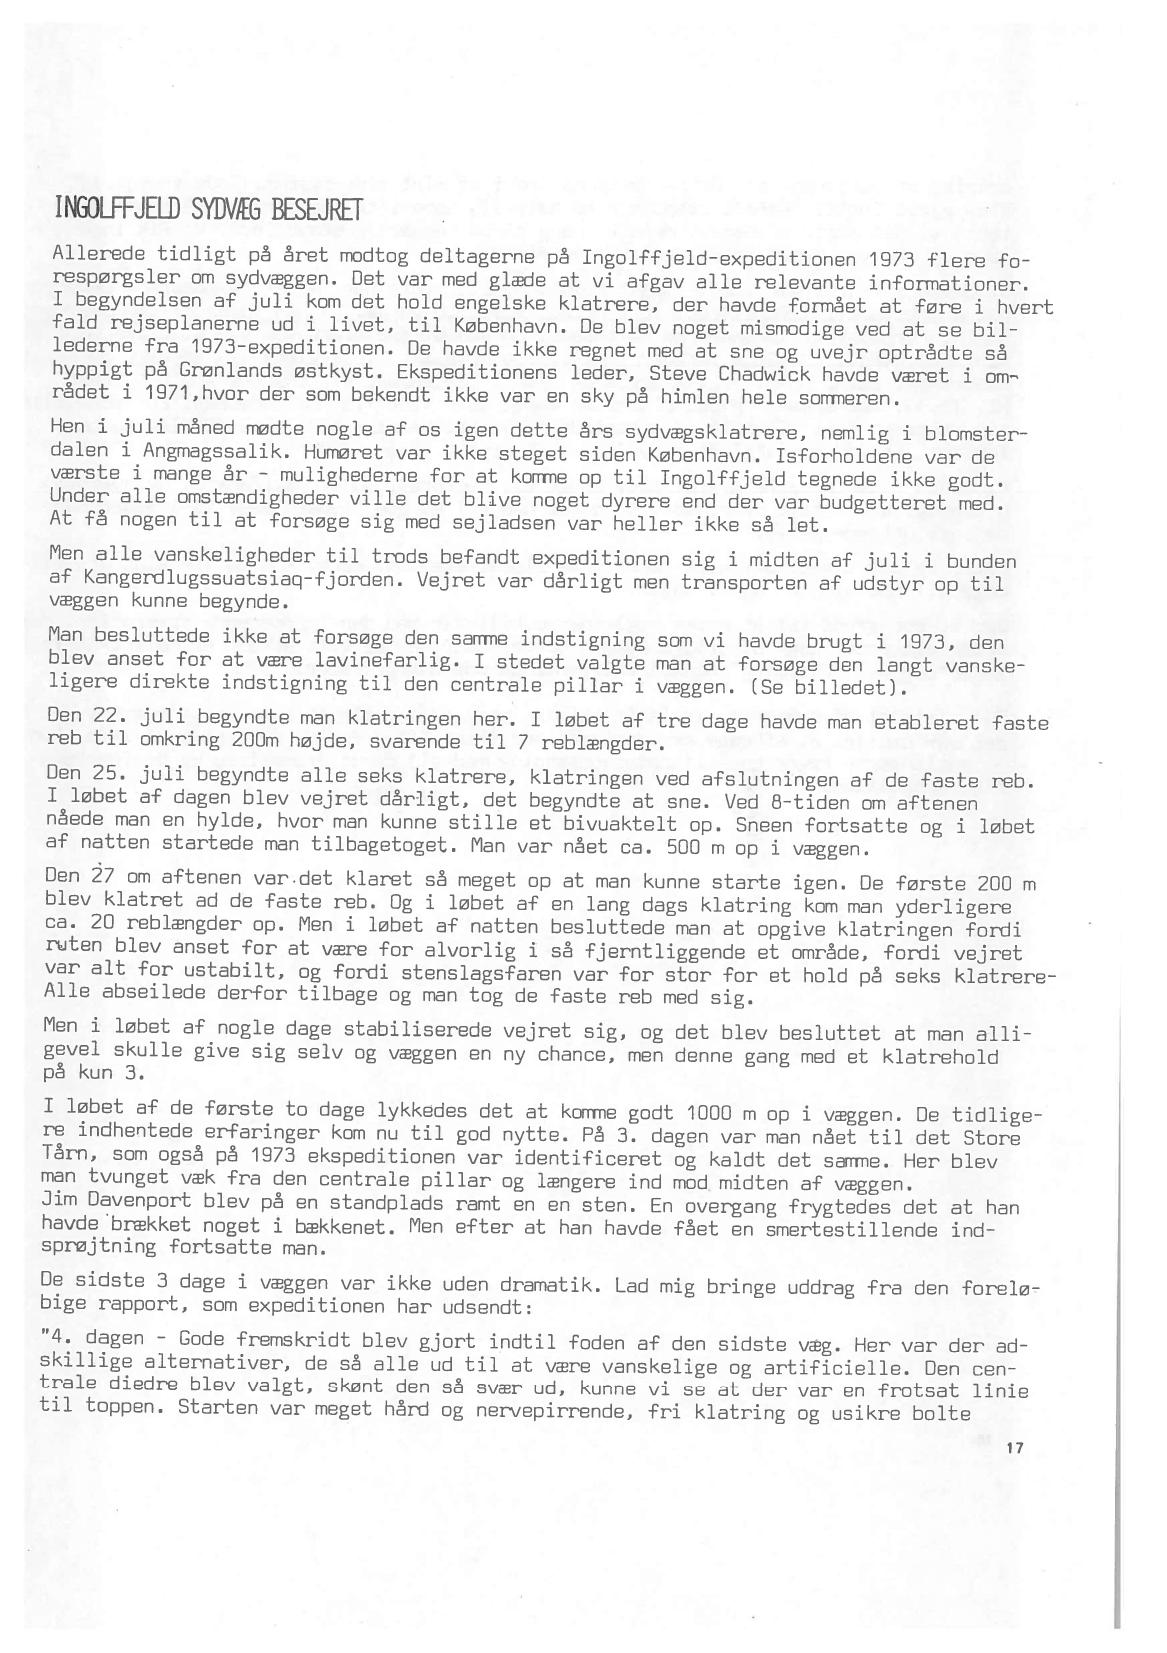 INGOLFFJELD SYDVÆG BESEJRET
Allerede tidligt på året modtog deltagerne på Ingolffjeld-expeditionen 1973 flere fo-
respørgsler om sydvæggen. Det var med glæde at vi afgav alle relevante informationer.
I begyndelsen af juli kom det hold engelske klatrere, der havde formået at føre i hvert
fald rejseplanerne ud i livet, til København. De blev noget mismodige ved at se bil-
lederne fra 1973-expeditionen. De havde ikke regnet med at sne og uvejr optrådte så
hyppigt på Grønlands østkyst. Ekspeditionens leder, Steve Chadwick havde været i om-
rådet i 1971,hvor der som bekendt ikke var en sky på himlen hele sommeren.
Hen i juli måned mødte nogle af os igen dette års sydvægsklatrere, nemlig i blomster-
dalen i Angmagssalik. Humøret var ikke steget siden København. Isforholdene var de
værste i mange år - mulighederne for at komme op til Ingolffjeld tegnede ikke godt.
Under alle omstændigheder ville det blive noget dyrere end der var budgetteret med.
At få nogen til at forsøge sig med sejladsen var heller ikke så let.
Men alle vanskeligheder til trods befandt expeditionen sig i midten af juli i bunden
af Kangerdlugssuatsiaq-fjorden. Vejret var dårligt men transporten af udstyr op til
væggen kunne begynde.
Man besluttede ikke at forsøge den samme indstigning som vi havde brugt i 1973, den
blev anset for at være lavinefarlig. I stedet valgte man at forsøge den langt vanske-
ligere direkte indstigning til den centrale pillar i væggen. (Se billedet).
Den 22. juli begyndte man klatringen her. I løbet af tre dage havde man etableret faste
reb til omkring 200m højde, svarende til 7 reblængder.
Den 25. juli begyndte alle seks klatrere, klatringen ved afslutningen af de faste reb.
I løbet af dagen blev vejret dårligt, det begyndte at sne. Ved 8-tiden om aftenen
nåede man en hylde, hvor man kunne stille et bivuaktelt op. Sneen fortsatte og i løbet
af natten startede man tilbagetoget. Man var nået ca. 500 m op i væggen.
Den 27 om aftenen var det klaret så meget op at man kunne starte igen. De første 200 m
blev klatret ad de faste reb. Og i løbet af en lang dags klatring kom man yderligere
ca. 20 reblængder op. Men i løbet af natten besluttede man at opgive klatringen fordi
ruten blev anset for at være for alvorlig i så fjerntliggende et område, fordi vejret
var alt for ustabilt, og fordi stenslagsfaren var for stor for et hold på seks klatrere-
Alle abseilede derfor tilbage og man tog de faste reb med sig.
Men i løbet af nogle dage stabiliserede vejret sig, og det blev besluttet at man alli-
gevel skulle give sig selv og væggen en ny chance, men denne gang med et klatrehold
på kun 3.
I løbet af de første to dage lykkedes det at komme godt 1000 m op i væggen. De tidlige-
re indhentede erfaringer kom nu til god nytte. På 3. dagen var man nået til det Store
Tårn, som også på 1973 ekspeditionen var identificeret og kaldt det samme. Her blev
man tvunget væk fra den centrale pillar og længere ind mod midten af væggen.
Jim Davenport blev på en standplads ramt en en sten. En overgang frygtedes det at han
havde brækket noget i bækkenet. Men efter at han havde fået en smertestillende ind-
sprøjtning fortsatte man.
De sidste 3 dage i væggen var ikke uden dramatik. Lad mig bringe uddrag fra den forelø-
bige rapport, som expeditionen har udsendt:
"4. dagen - Gode fremskridt blev gjort indtil foden af den sidste væg. Her var der ad-
skillige alternativer, de så alle ud til at være vanskelige og artificielle. Den cen-
trale diedre blev valgt, skønt den så svær ud, kunne vi se at der var en frotsat linie
til toppen. Starten var meget hård og nervepirrende, fri klatring og usikre bolte
17